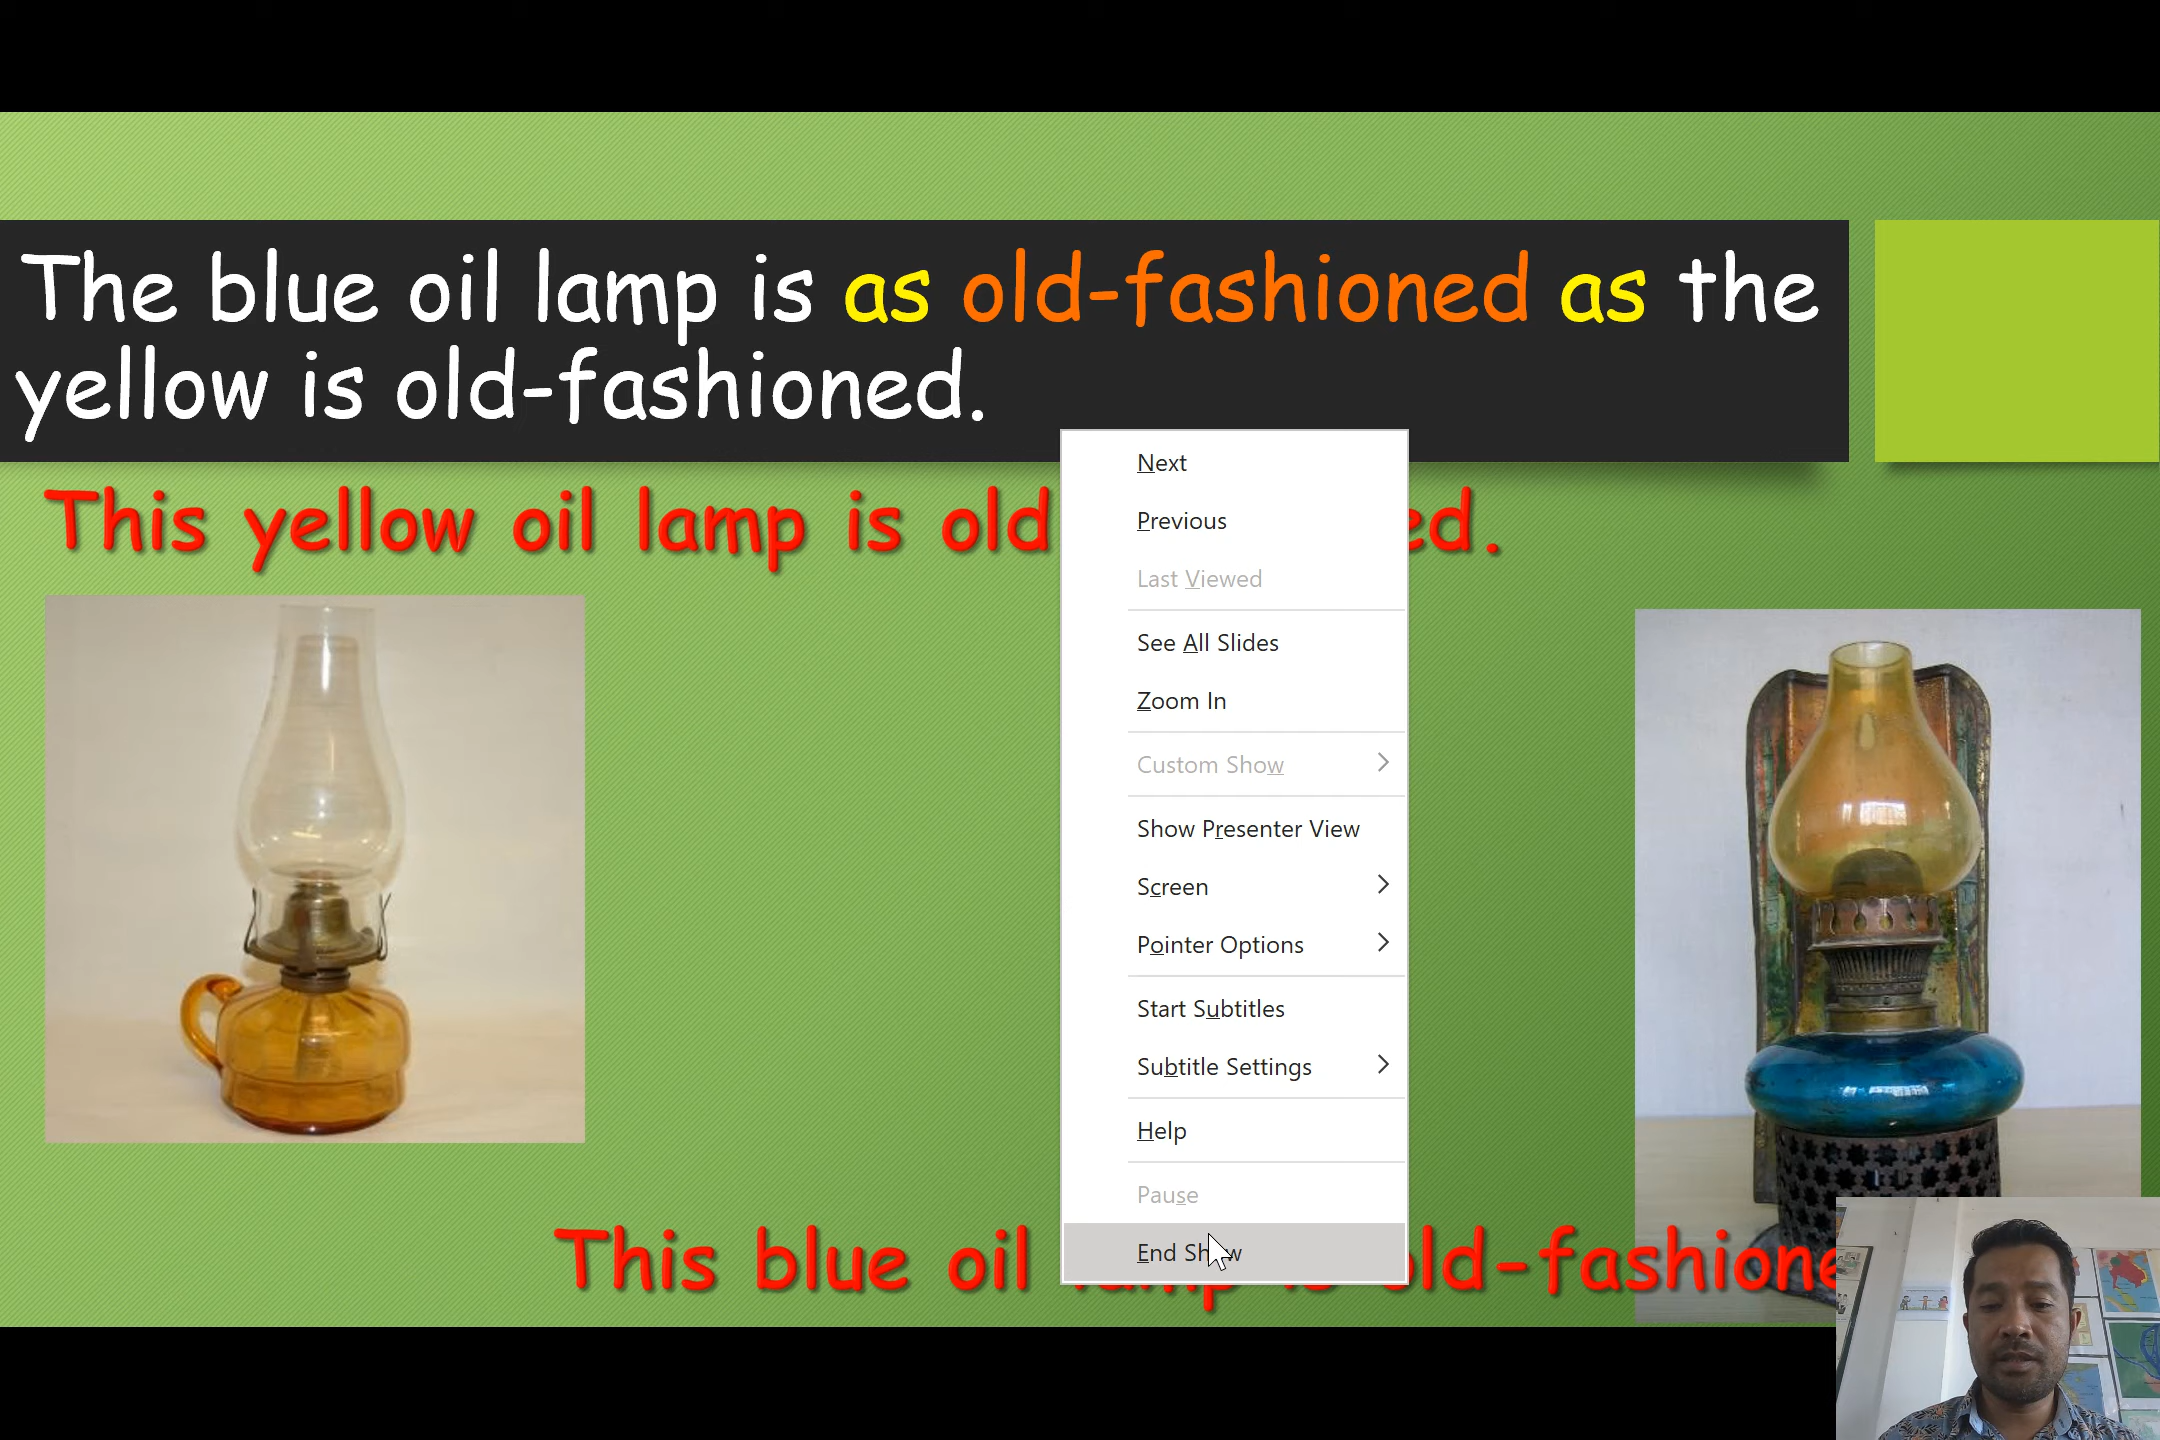 The blue oil lamp is as old-fashioned as the
yellow is old-fashioned.
This yellow oil lamp is old ed.
Next
Previous
Last Viewed
See All Slides
Zoom In
Custom Show
Show Presenter View
Screen
Pointer Options
Start Subtitles
Subtitle Settings
Help
Pause
End Show
This blue oil lamp is old-fashione